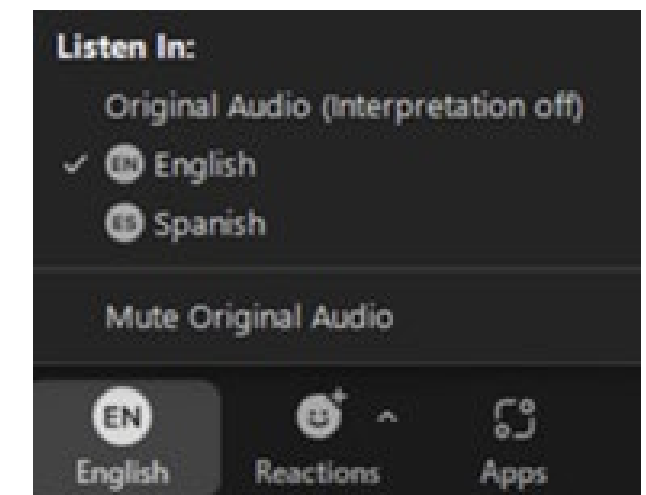 Listen In:
Original Audio (Interpretation off)
EN English
ES Spanish
Mute Original Audio
EN
English Reactions Apps